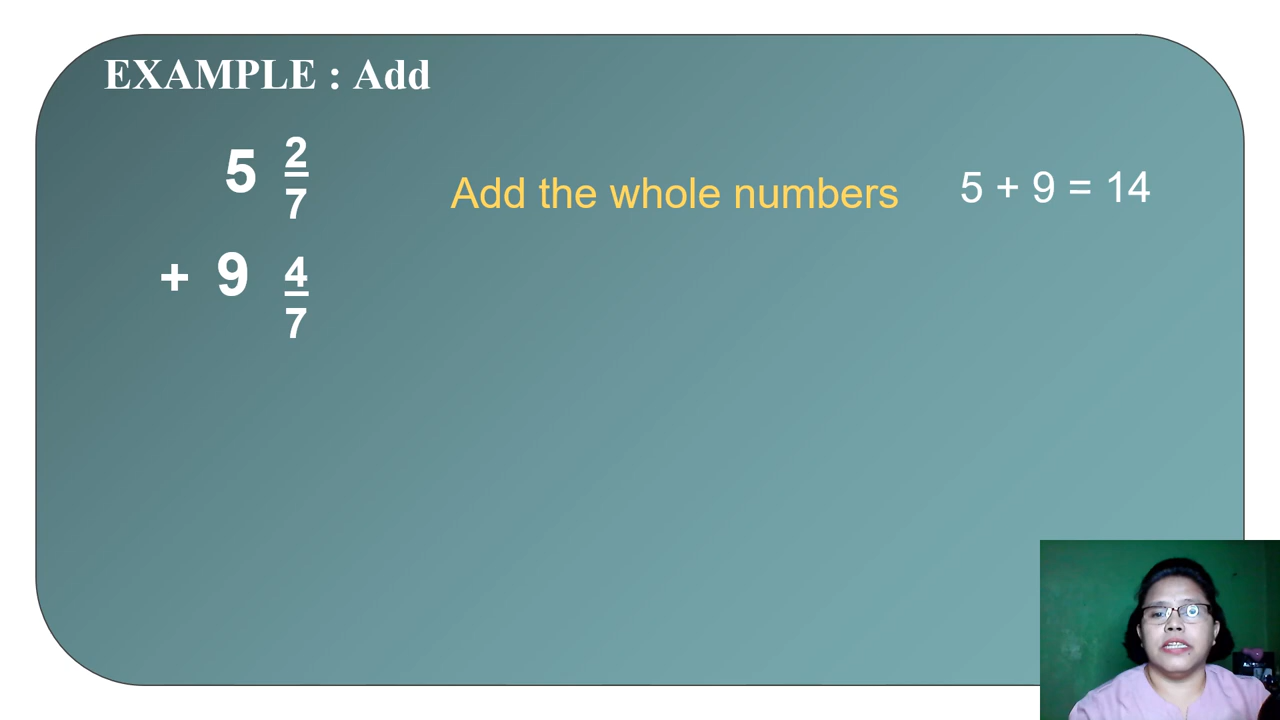 EXAMPLE : Add
5 2/7
Add the whole numbers
5 + 9 = 14
+ 9 4/7